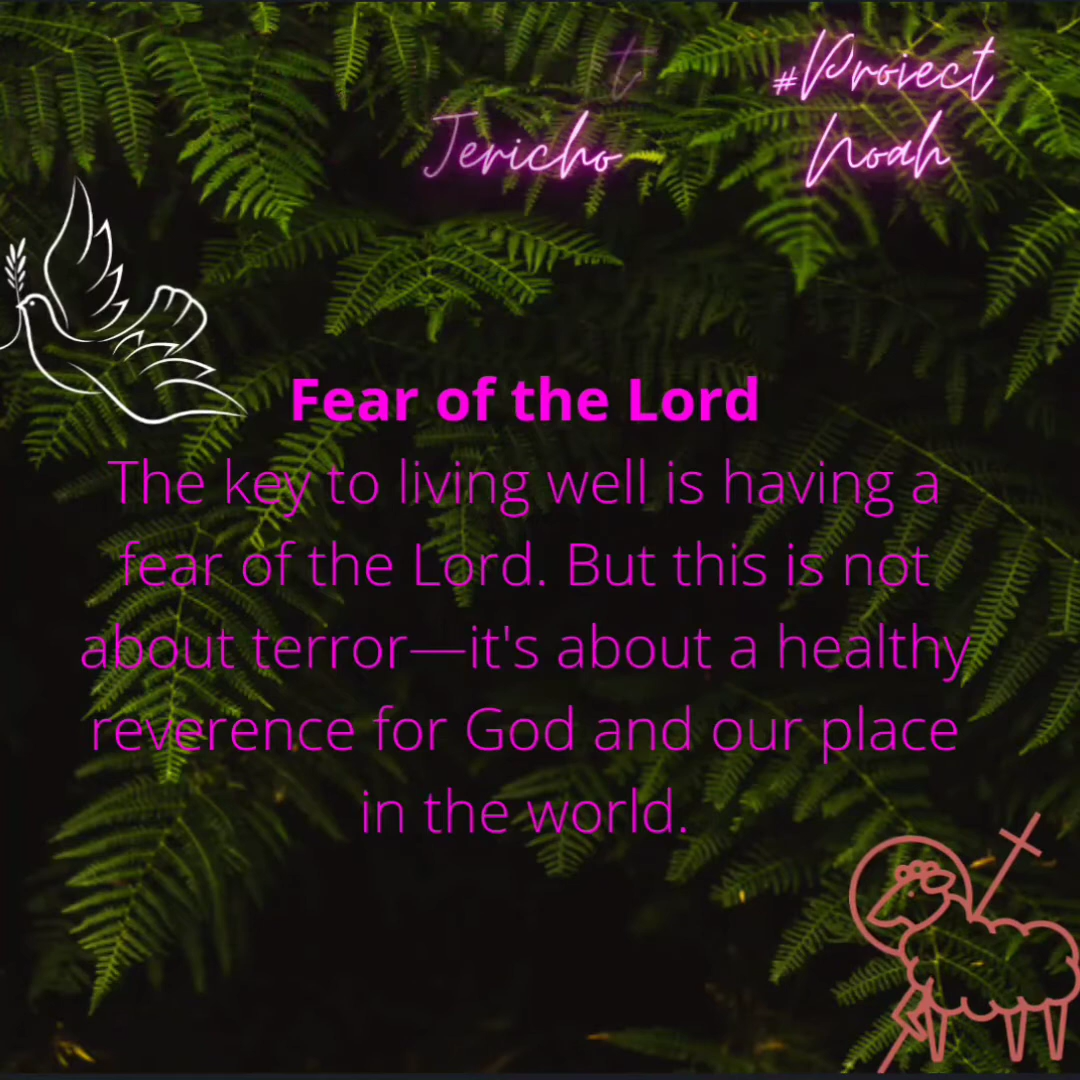 t
Jericho
#Proiect
Noah
Fear of the Lord
The key to living well is having a
fear of the Lord. But this is not
about terror—it's about a healthy
reverence for God and our place
in the world.